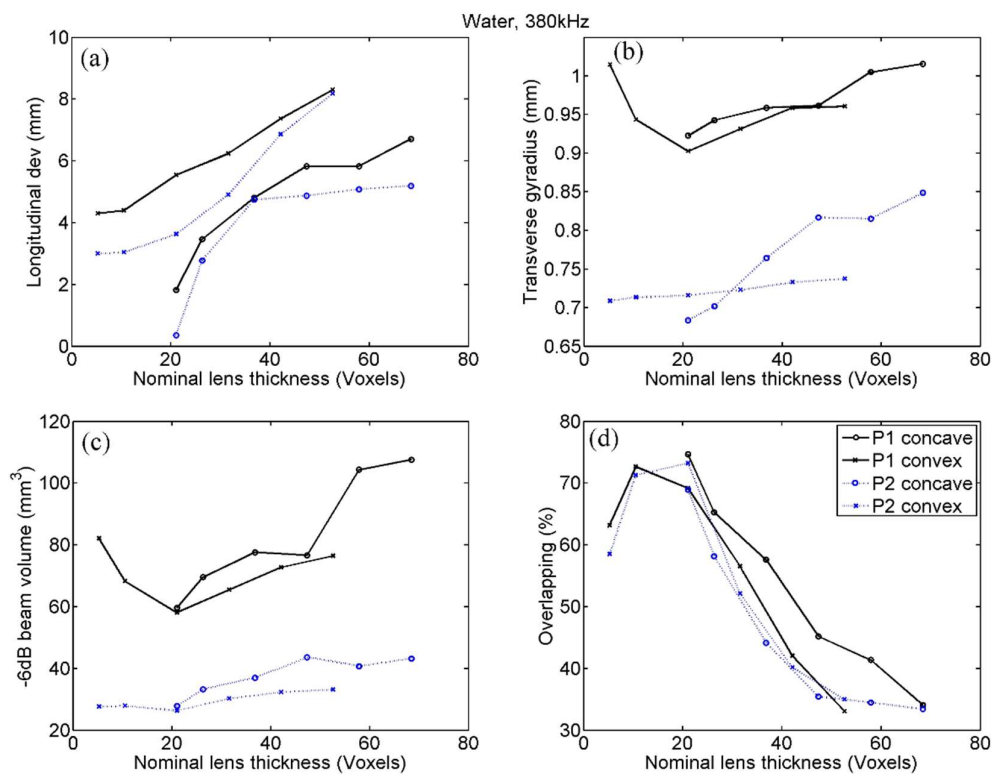 Water, 380kHz
(a)
10
8
6
4
2
0
0 20 40 60 80
Longitudinal dev (mm)
Nominal lens thickness (Voxels)
(b)
1
0.95
0.9
0.85
0.8
0.75
0.7
0.65
0 20 40 60 80
Transverse gyradius (mm)
Nominal lens thickness (Voxels)
(c)
120
100
80
60
40
20
0 20 40 60 80
-6dB beam volume (mm³)
Nominal lens thickness (Voxels)
(d)
80
70
60
50
40
30
0 20 40 60 80
Overlapping (%)
Nominal lens thickness (Voxels)
P1 concave
P1 convex
P2 concave
P2 convex